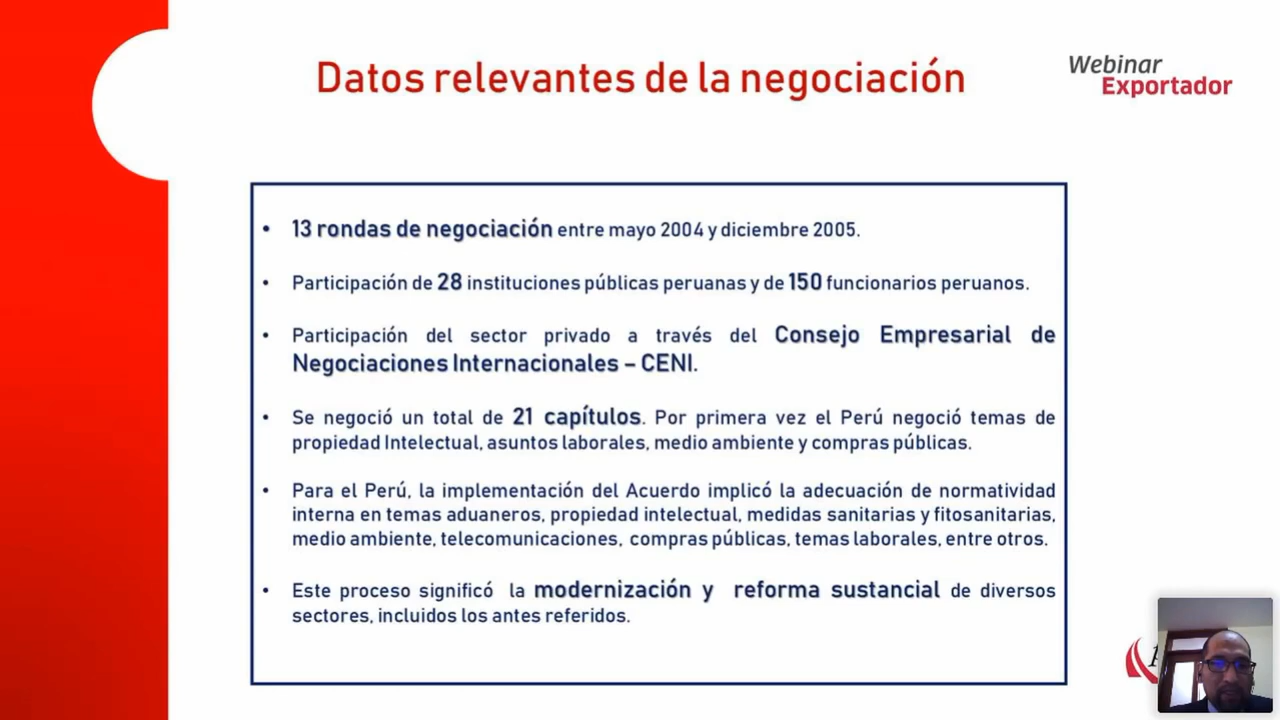 Datos relevantes de la negociación
Webinar
Exportador
• 13 rondas de negociación entre mayo 2004 y diciembre 2005.
• Participación de 28 instituciones públicas peruanas y de 150 funcionarios peruanos.
• Participación del sector privado a través del Consejo Empresarial de
Negociaciones Internacionales – CENI.
• Se negoció un total de 21 capítulos. Por primera vez el Perú negoció temas de
propiedad Intelectual, asuntos laborales, medio ambiente y compras públicas.
• Para el Perú, la implementación del Acuerdo implicó la adecuación de normatividad
interna en temas aduaneros, propiedad intelectual, medidas sanitarias y fitosanitarias,
medio ambiente, telecomunicaciones, compras públicas, temas laborales, entre otros.
• Este proceso significó la modernización y reforma sustancial de diversos
sectores, incluidos los antes referidos.